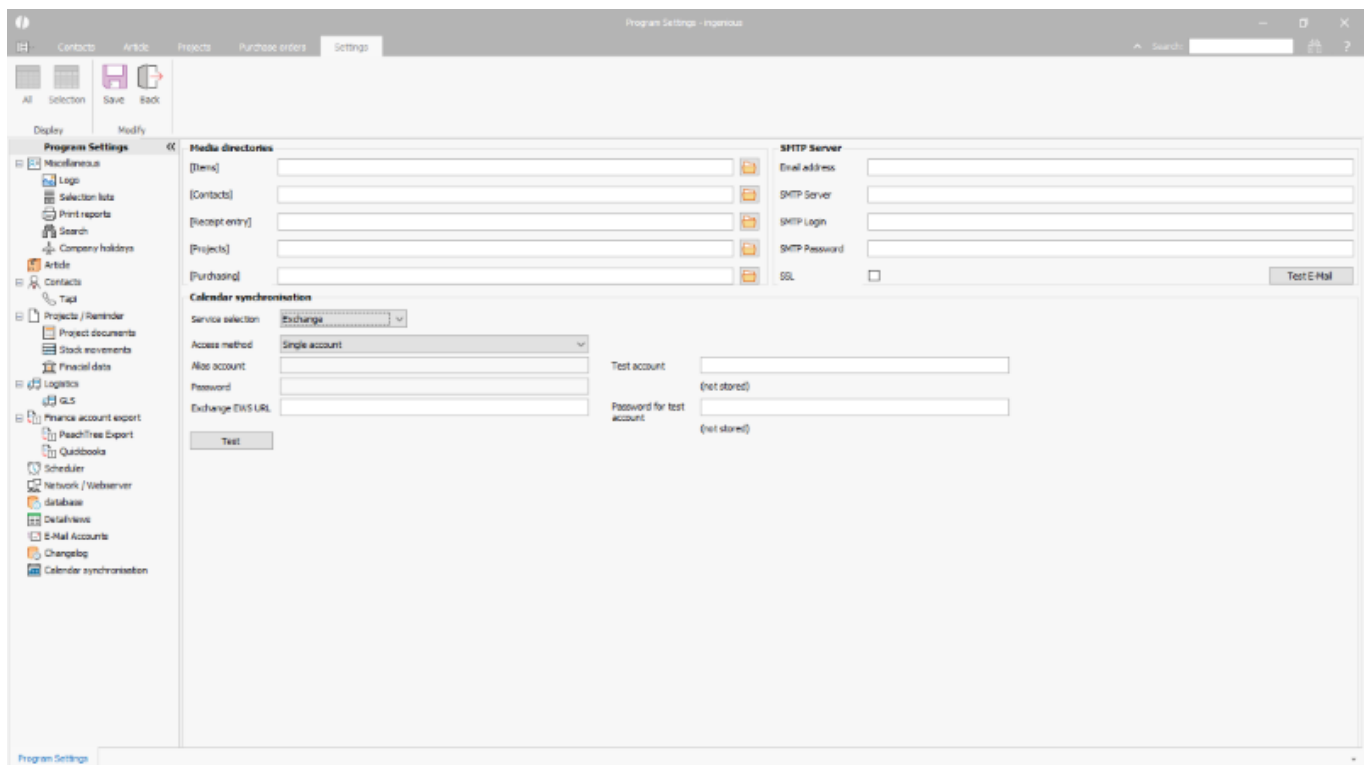 Program Settings - ingenious
Contacts Article Projects Purchase orders Settings Search: ?
All Selection Save Back
Display Modify
Program Settings
Miscellaneous
Logo
Selection lists
Print reports
Search
Company holidays
Article
Contacts
Tapi
Projects / Reminder
Project documents
Stock movements
Finacial data
Logistics
GLS
Finance account export
PeachTree Export
Quickbooks
Scheduler
Network / Webserver
database
Detailviews
E-Mail Accounts
Changelog
Calendar synchronisation
Media directories
[Items]
[Contacts]
[Receipt entry]
[Projects]
[Purchasing]
SMTP Server
Email address
SMTP Server
SMTP Login
SMTP Password
SSL Test E-Mail
Calendar synchronisation
Service selection Exchange
Access method Single account
Alias account
Password
Exchange EWS URL
Test
Test account
(not stored)
Password for test
account
(not stored)
Program Settings